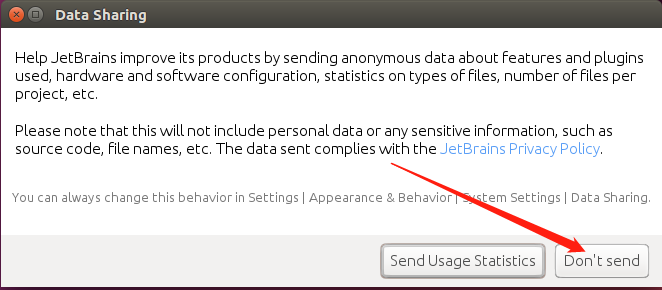 Data Sharing
Help JetBrains improve its products by sending anonymous data about features and plugins
used, hardware and software configuration, statistics on types of files, number of files per
project, etc.
Please note that this will not include personal data or any sensitive information, such as
source code, file names, etc. The data sent complies with the JetBrains Privacy Policy.
You can always change this behavior in Settings | Appearance & Behavior | System Settings | Data Sharing.
Send Usage Statistics
Don't send